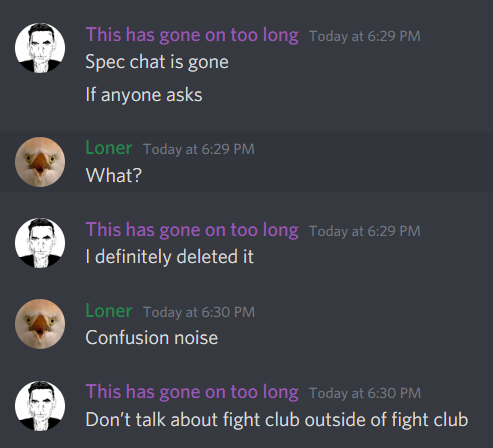 This has gone on too long Today at 6:29 PM
Spec chat is gone
If anyone asks
Loner Today at 6:29 PM
What?
This has gone on too long Today at 6:29 PM
I definitely deleted it
Loner Today at 6:30 PM
Confusion noise
This has gone on too long Today at 6:30 PM
Don’t talk about fight club outside of fight club